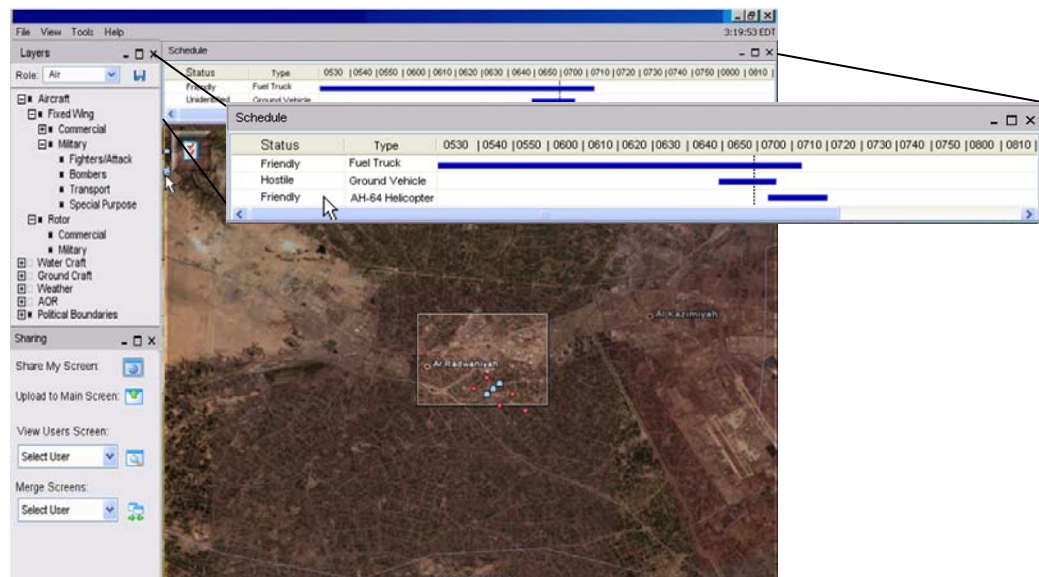 File View Tools Help
3:19:53 EDT
Layers
Role: Air
Aircraft
Fixed Wing
Commercial
Military
Fighters/Attack
Bombers
Transport
Special Purpose
Rotor
Commercial
Military
Water Craft
Ground Craft
Weather
AOR
Political Boundaries
Sharing
Share My Screen:
Upload to Main Screen:
View Users Screen:
Select User
Merge Screens:
Select User
Schedule
Status Type 0530 | 0540 | 0550 | 0600 | 0610 | 0620 | 0630 | 0640 | 0650 | 0700 | 0710 | 0720 | 0730 | 0740 | 0750 | 0800 | 0810 |
Friendly Fuel Truck
Unidentified Ground Vehicle
Schedule
Status Type 0530 | 0540 | 0550 | 0600 | 0610 | 0620 | 0630 | 0640 | 0650 | 0700 | 0710 | 0720 | 0730 | 0740 | 0750 | 0800 | 0810 |
Friendly Fuel Truck
Hostile Ground Vehicle
Friendly AH-64 Helicopter
Al Kazimiyah
Ar Radwaniyah